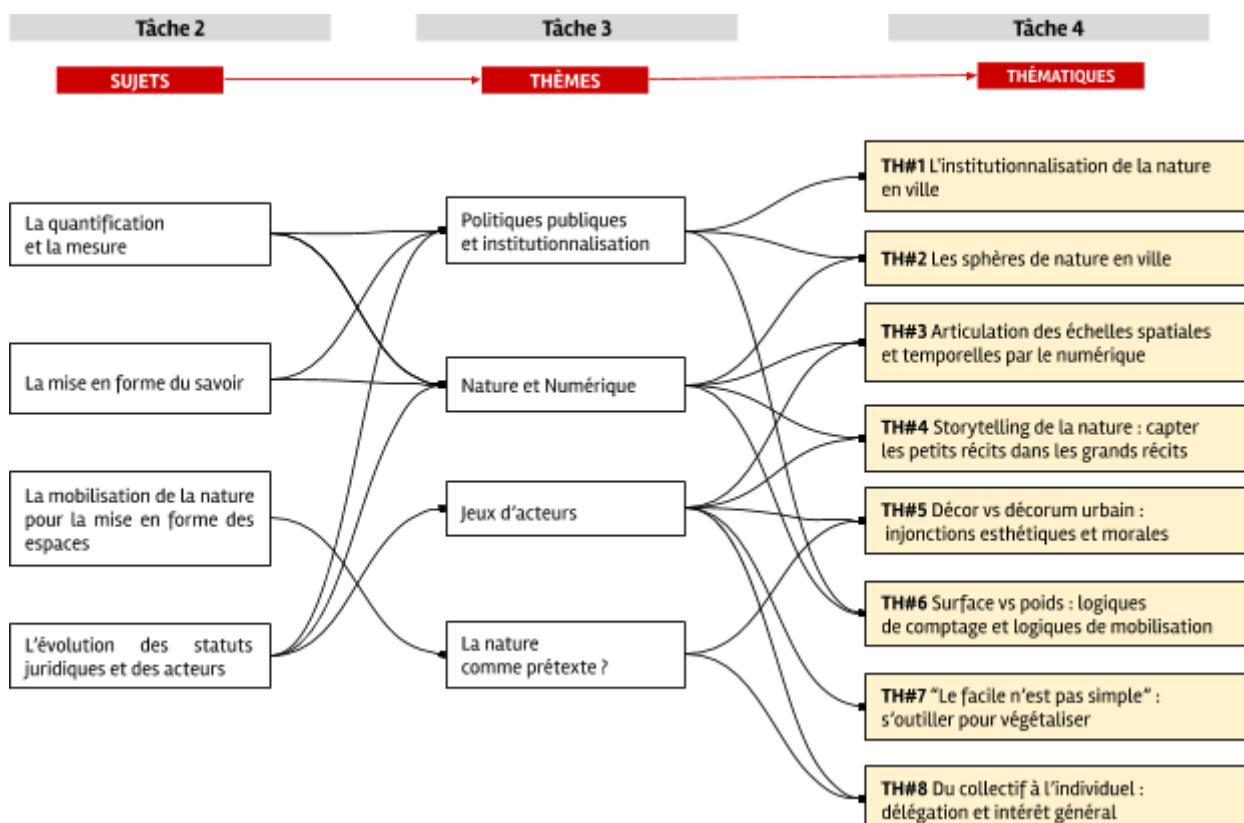 Tâche 2
Tâche 3
Tâche 4
SUJETS
THÈMES
THÉMATIQUES
La quantification
et la mesure
La mise en forme du savoir
La mobilisation de la nature
pour la mise en forme des
espaces
L'évolution des statuts
juridiques et des acteurs
Politiques publiques
et institutionnalisation
Nature et Numérique
Jeux d'acteurs
La nature
comme prétexte ?
TH#1 L'institutionnalisation de la nature
en ville
TH#2 Les sphères de nature en ville
TH#3 Articulation des échelles spatiales
et temporelles par le numérique
TH#4 Storytelling de la nature : capter
les petits récits dans les grands récits
TH#5 Décor vs décorum urbain :
injonctions esthétiques et morales
TH#6 Surface vs poids : logiques
de comptage et logiques de mobilisation
TH#7 “Le facile n'est pas simple” :
s'outiller pour végétaliser
TH#8 Du collectif à l'individuel :
délégation et intérêt général